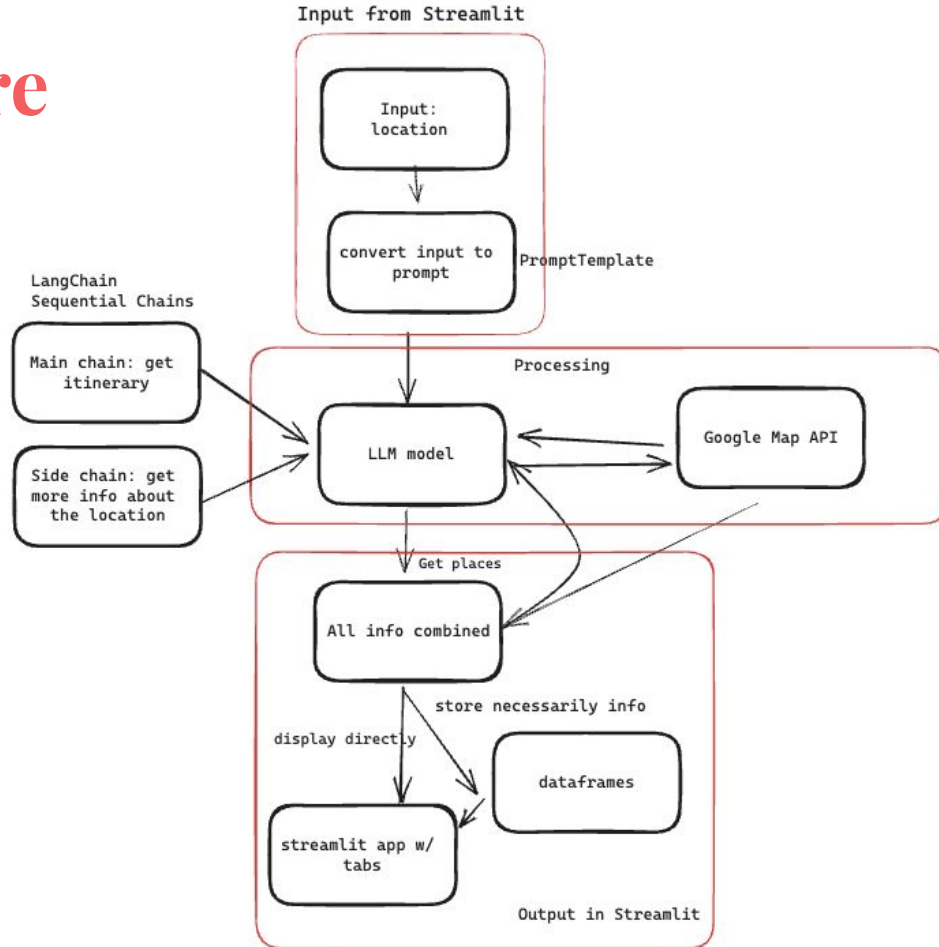 Input from Streamlit
re
Input:
location
convert input to
prompt
PromptTemplate
LangChain
Sequential Chains
Main chain: get
itinerary
Side chain: get
more info about
the location
Processing
LLM model
Google Map API
Get places
All info combined
store necessarily info
display directly
dataframes
streamlit app w/
tabs
Output in Streamlit